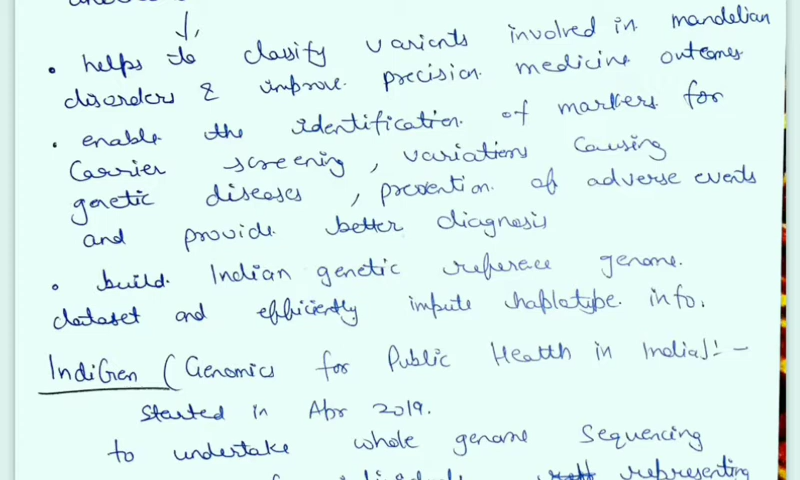 • helps to classify varients involved in mandelian
disorders & improve precision medicine outcomes
• enable the identification of markers for
Carrier screening, variations causing
genetic diseases, prevention of adverse events
and provide better diagnosis
• build Indian genetic reference genome
dataset and efficiently impute haplotype info.
IndiGen (Genomics for Public Health in India):-
Started in Apr 2019.
to undertake whole genome Sequencing
representing